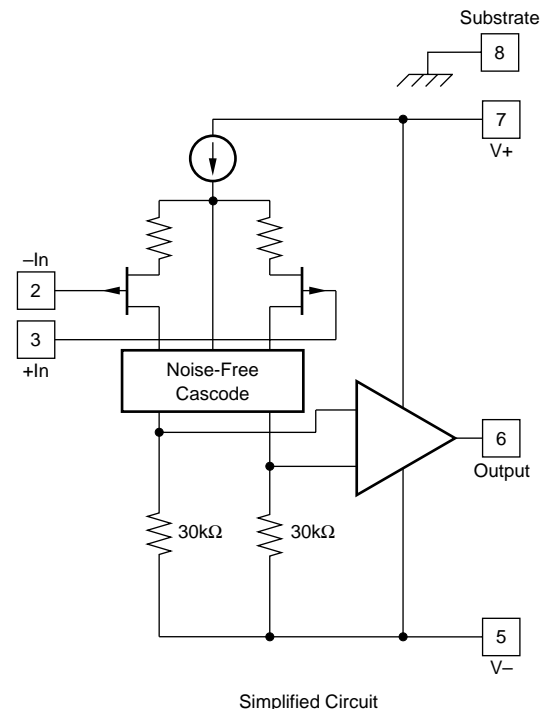 Substrate
8
7
V+
–In
2
3
+In
Noise-Free
Cascode
6
Output
30kΩ 30kΩ
5
V–
Simplified Circuit